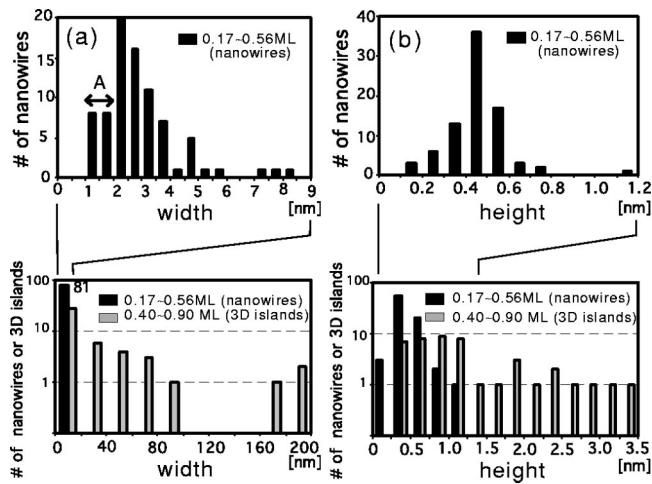 (a)
0.17~0.56ML
(nanowires)
A
# of nanowires
20
15
10
5
0
0 1 2 3 4 5 6 7 8 9
width
[nm]
(b)
0.17~0.56ML
(nanowires)
# of nanowires
40
30
20
10
0
0 0.2 0.4 0.6 0.8 1.0 1.2
height
[nm]
81
0.17~0.56ML (nanowires)
0.40~0.90 ML (3D islands)
# of nanowires or 3D islands
100
10
1
0 40 80 120 160 200
width
[nm]
0.17~0.56ML (nanowires)
0.40~0.90 ML (3D islands)
# of nanowires or 3D islands
100
10
1
0 0.5 1.0 1.5 2.0 2.5 3.0 3.5
height
[nm]